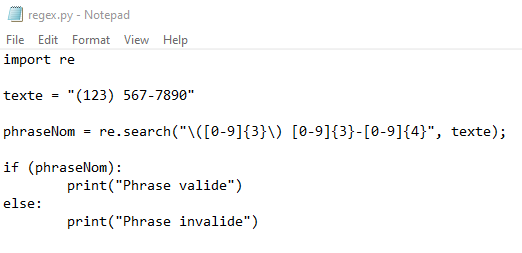 regex.py - Notepad
File Edit Format View Help
import re
texte = "(123) 567-7890"
phraseNom = re.search("\([0-9]{3}\) [0-9]{3}-[0-9]{4}", texte);
if (phraseNom):
        print("Phrase valide")
else:
        print("Phrase invalide")